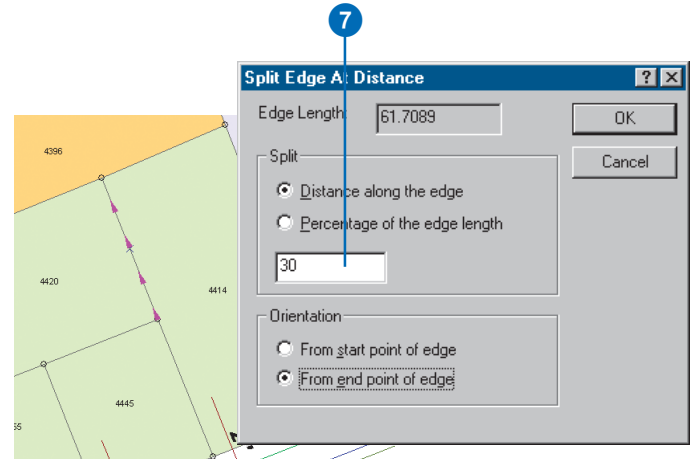 7
Split Edge At Distance
Edge Length: 61.7089
OK
Split
Cancel
Distance along the edge
Percentage of the edge length
30
Orientation
From start point of edge
From end point of edge
4396
4420
4414
4445
55